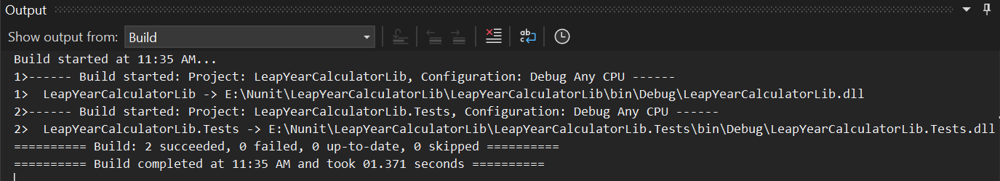 Output
Show output from: Build
Build started at 11:35 AM...
1>------ Build started: Project: LeapYearCalculatorLib, Configuration: Debug Any CPU ------
1>  LeapYearCalculatorLib -> E:\Nunit\LeapYearCalculatorLib\LeapYearCalculatorLib\bin\Debug\LeapYearCalculatorLib.dll
2>------ Build started: Project: LeapYearCalculatorLib.Tests, Configuration: Debug Any CPU ------
2>  LeapYearCalculatorLib.Tests -> E:\Nunit\LeapYearCalculatorLib\LeapYearCalculatorLib.Tests\bin\Debug\LeapYearCalculatorLib.Tests.dll
========== Build: 2 succeeded, 0 failed, 0 up-to-date, 0 skipped ==========
========== Build completed at 11:35 AM and took 01.371 seconds ==========